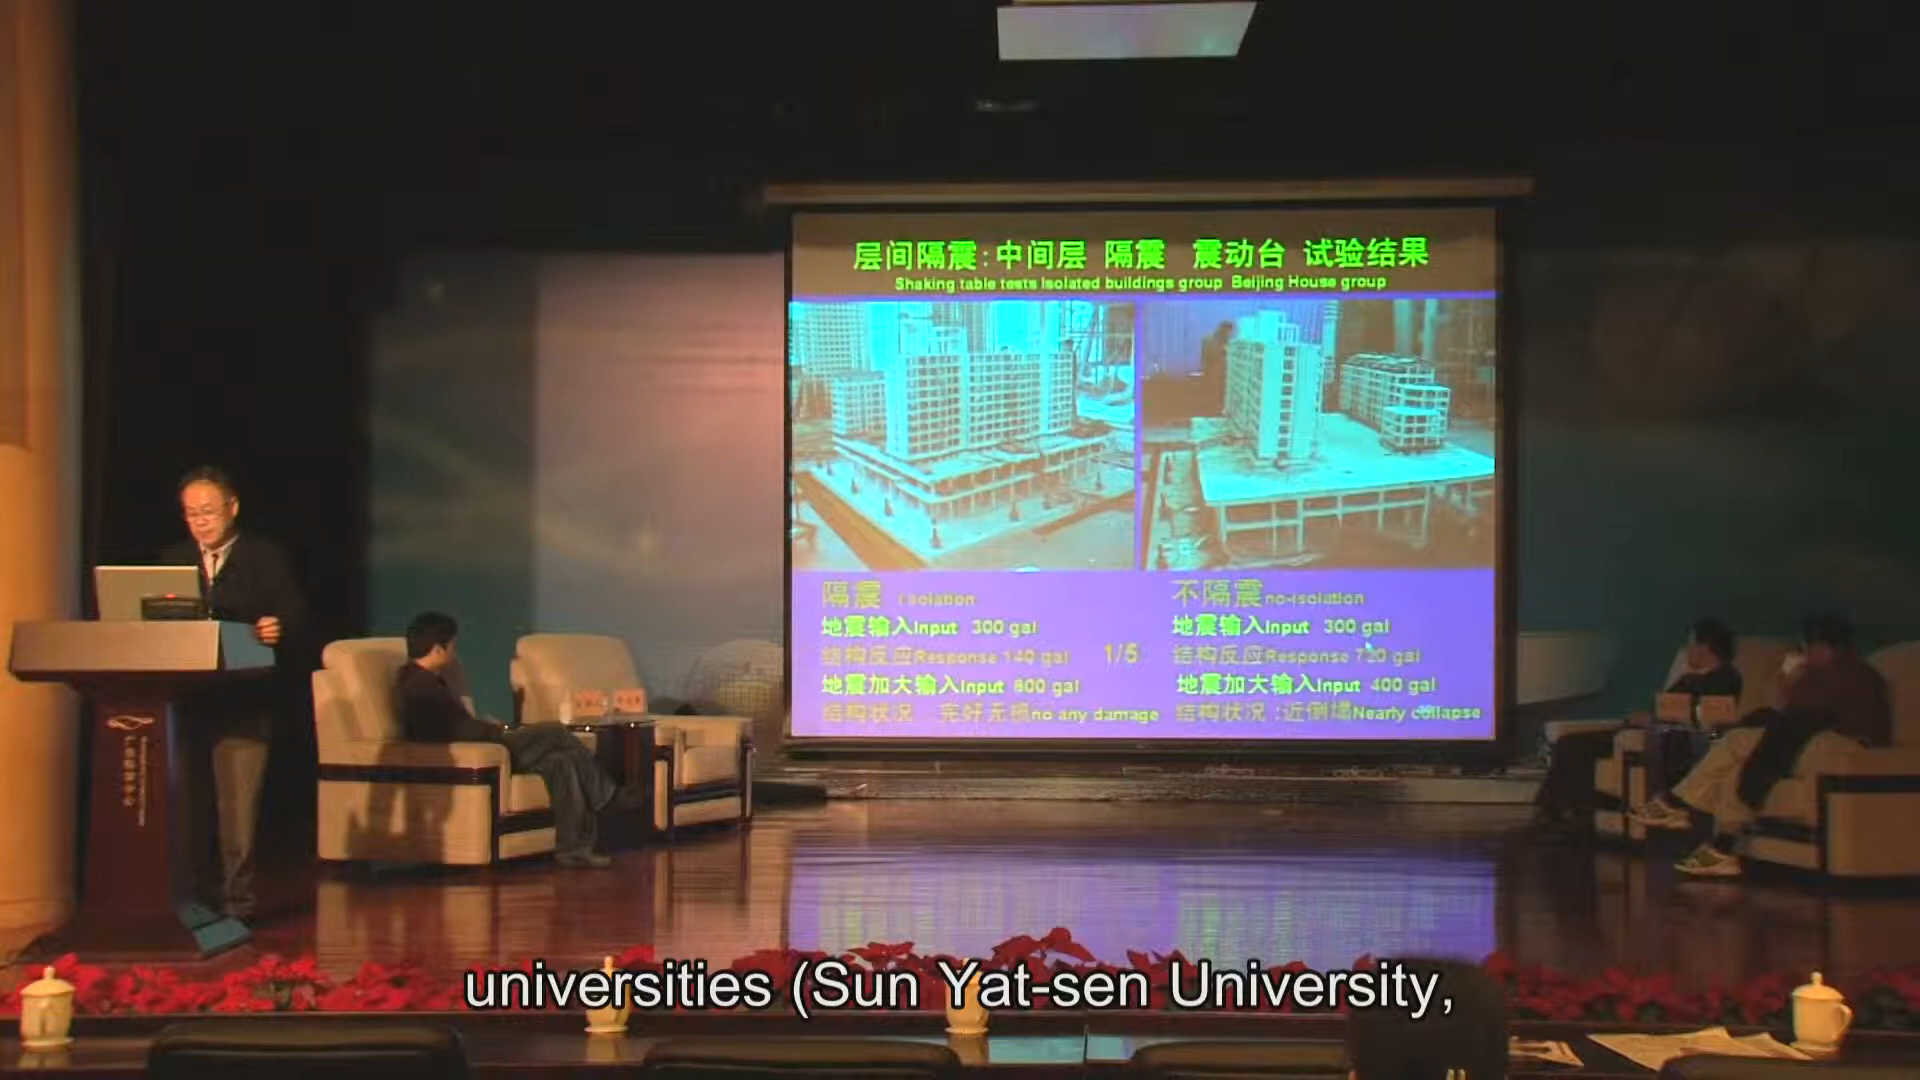 层间隔震:中间层 隔震 震动台 试验结果
Shaking table tests isolated buildings group Beijing House group
隔震 isolation
地震输入Input 300 gal
结构反应Response 140 gal
地震加大输入Input 600 gal
结构状况 :完好无损no any damage
1/5
不隔震no-isolation
地震输入Input 300 gal
结构反应Response 720 gal
地震加大输入Input 400 gal
结构状况:近倒塌Nearly collapse
universities (Sun Yat-sen University,